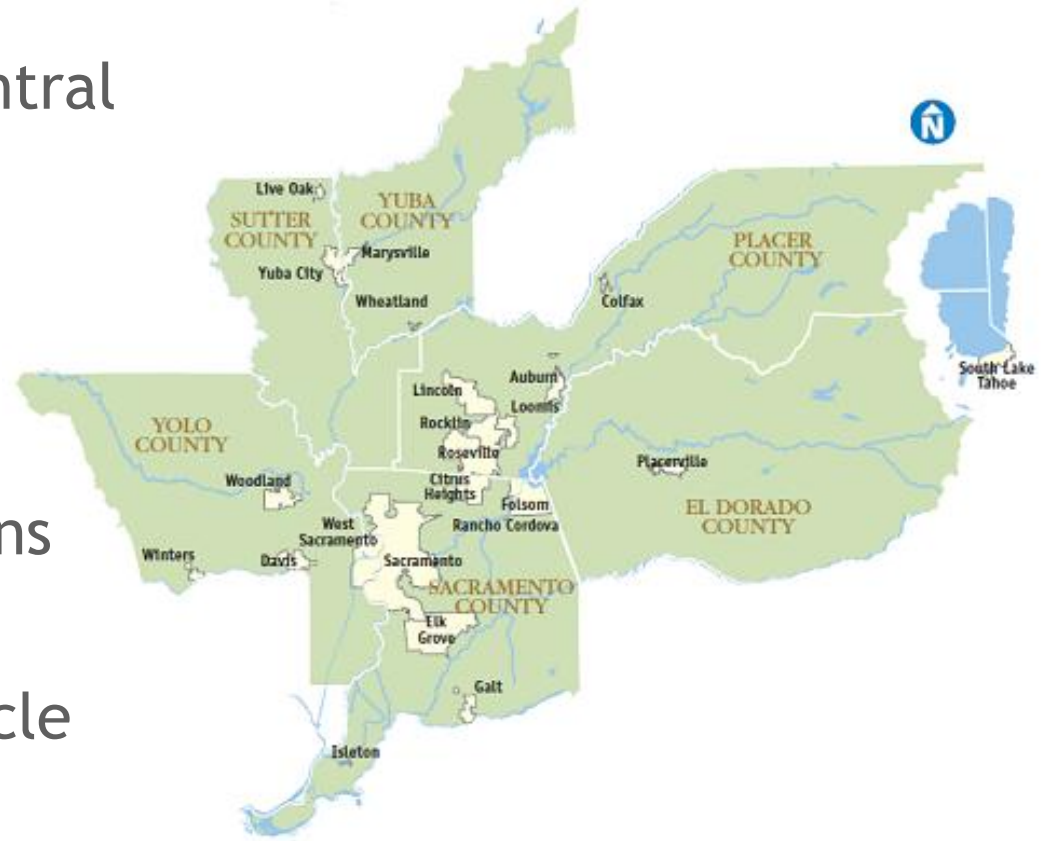 ntral
N
Live Oak
SUTTER
COUNTY
YUBA
COUNTY
Marysville
Yuba City
Wheatland
PLACER
COUNTY
Colfax
South Lake
Tahoe
Auburn
Lincoln
Loomis
Rocklin
Roseville
YOLO
COUNTY
Woodland
Citrus
Heights
Placerville
Folsom
EL DORADO
COUNTY
West
Sacramento
Rancho Cordova
ns
Winters
Davis
Sacramento
SACRAMENTO
COUNTY
Elk
Grove
cle
Galt
Isleton